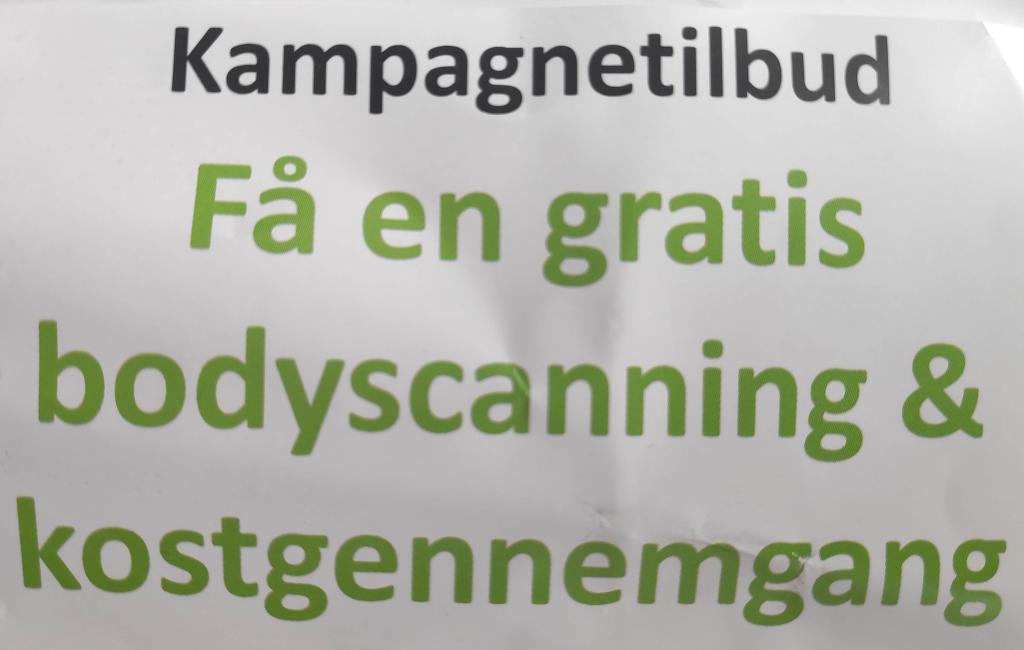 Kampagnetilbud
Få en gratis
bodyscanning &
kostgennemgang